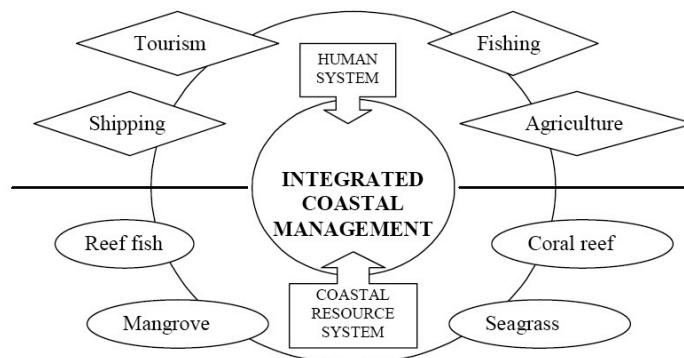 Tourism
Fishing
HUMAN
SYSTEM
Shipping
Agriculture
INTEGRATED
COASTAL
MANAGEMENT
Reef fish
Coral reef
COASTAL
RESOURCE
SYSTEM
Mangrove
Seagrass